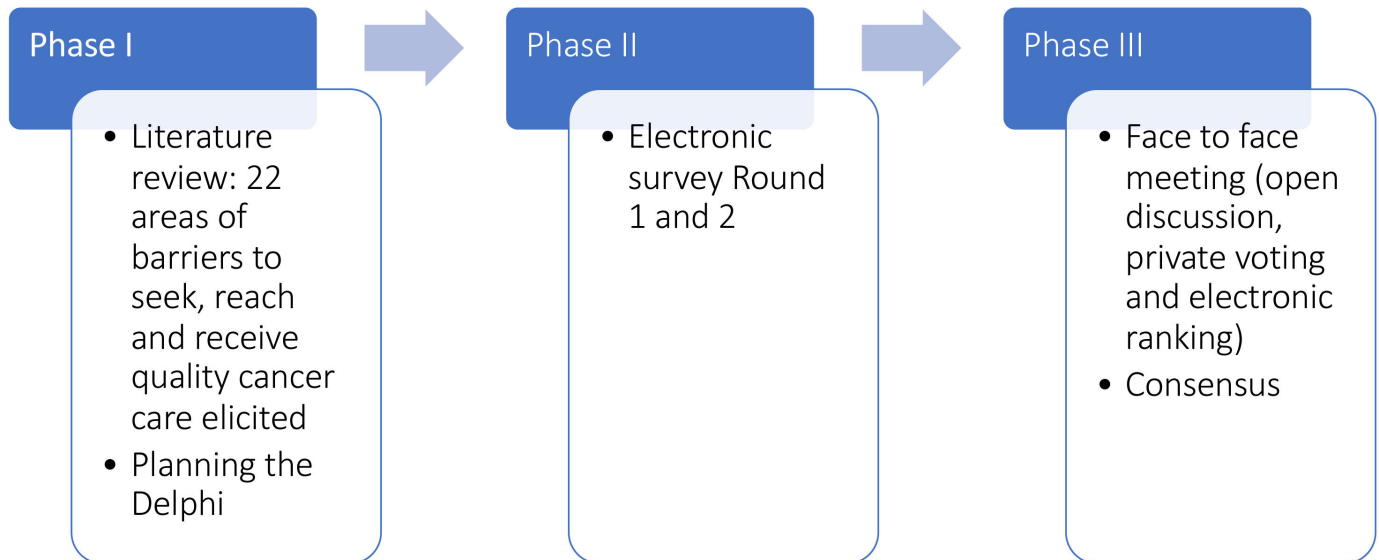 Phase I
• Literature
review: 22
areas of
barriers to
seek, reach
and receive
quality cancer
care elicited
• Planning the
Delphi
Phase II
• Electronic
survey Round
1 and 2
Phase III
• Face to face
meeting (open
discussion,
private voting
and electronic
ranking)
• Consensus